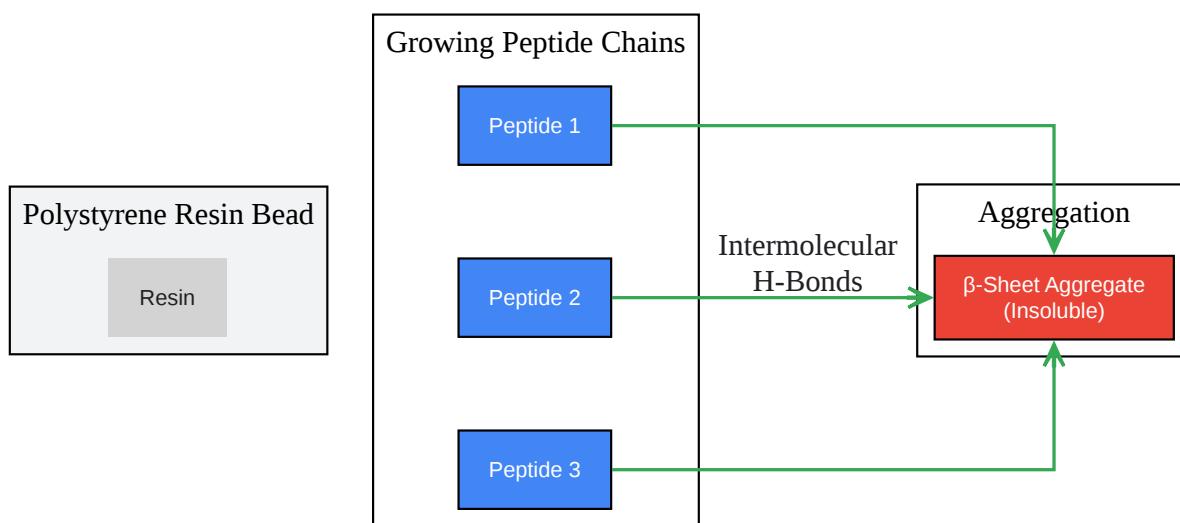 Polystyrene Resin Bead
Resin
Growing Peptide Chains
Peptide 1
Peptide 2
Peptide 3
Intermolecular
H-Bonds
Aggregation
β-Sheet Aggregate
(Insoluble)